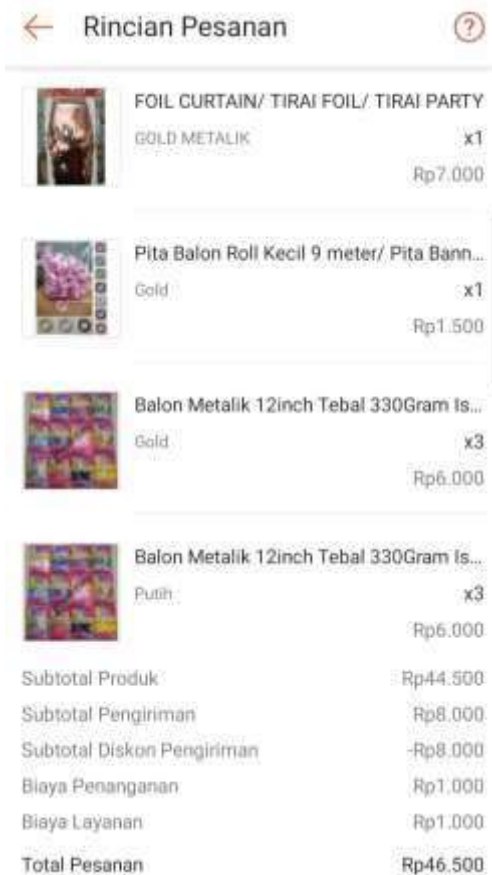 Rincian Pesanan
FOIL CURTAIN/ TIRAI FOIL/ TIRAI PARTY
GOLD METALIK x1
Rp7.000
Pita Balon Roll Kecil 9 meter/ Pita Bann...
Gold x1
Rp1.500
Balon Metalik 12inch Tebal 330Gram Is...
Gold x3
Rp6.000
Balon Metalik 12inch Tebal 330Gram Is...
Putih x3
Rp6.000
Subtotal Produk Rp44.500
Subtotal Pengiriman Rp8.000
Subtotal Diskon Pengiriman -Rp8.000
Biaya Penanganan Rp1.000
Biaya Layanan Rp1.000
Total Pesanan Rp46.500